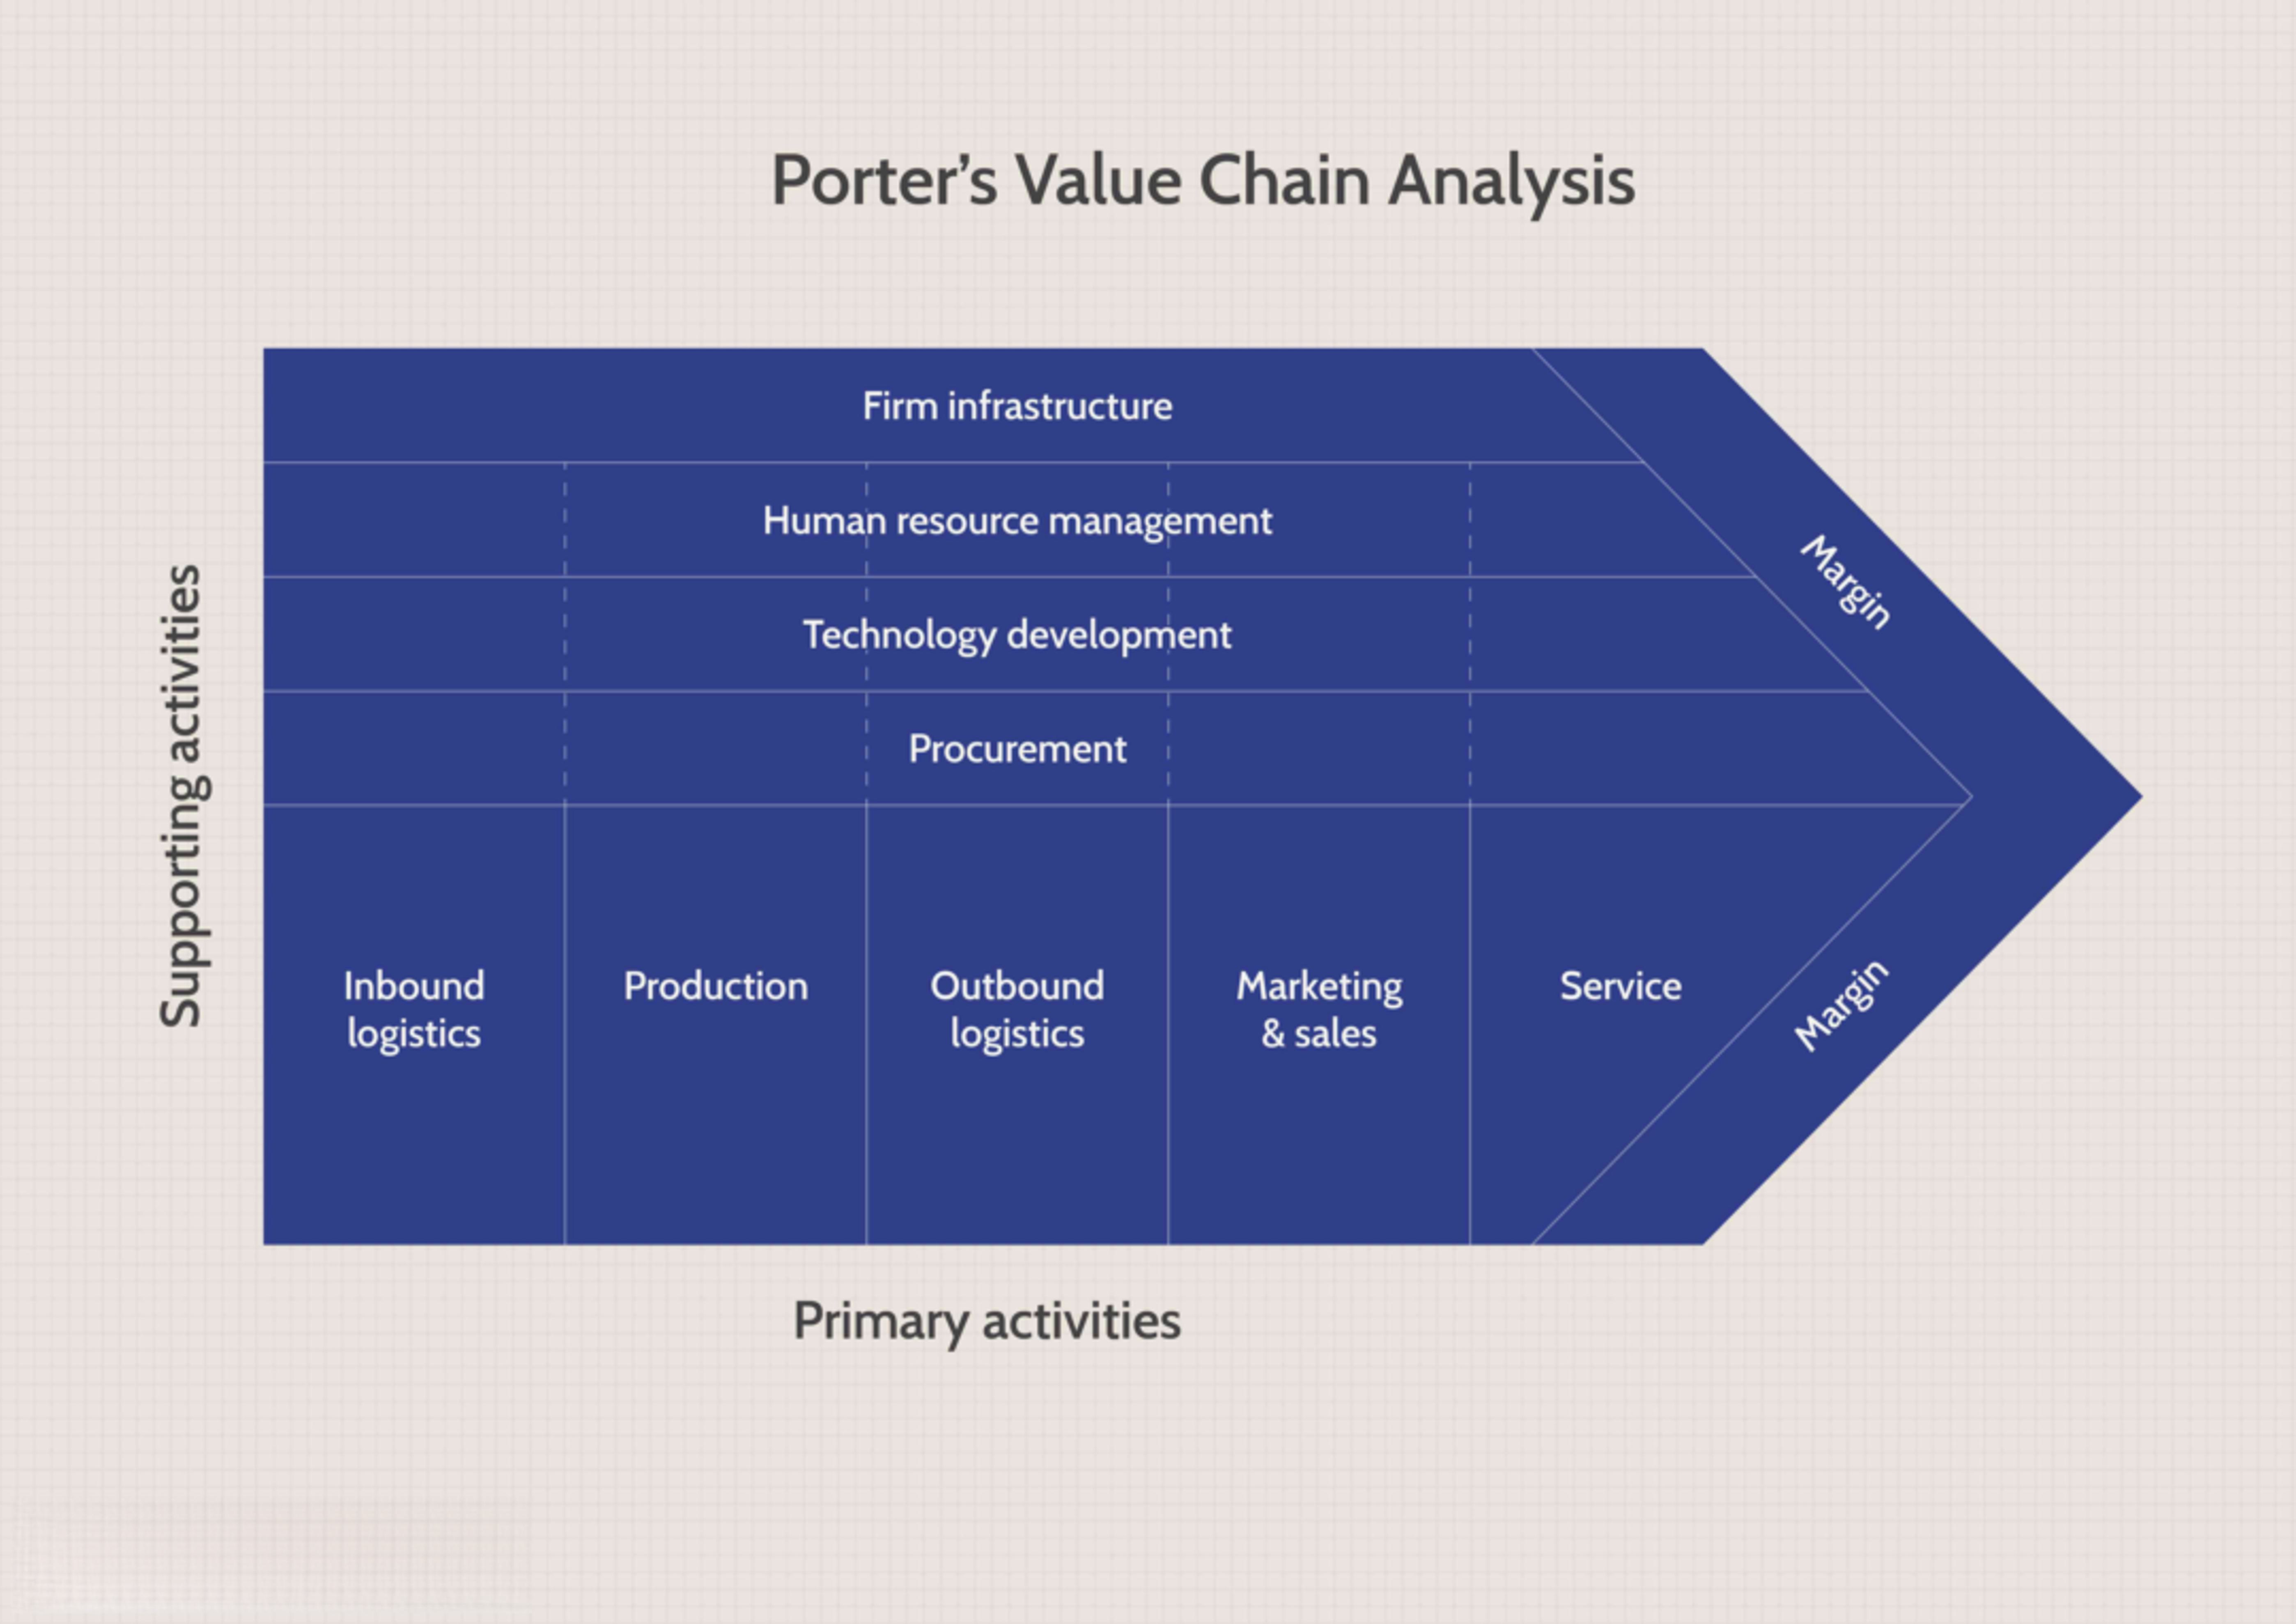 Porter’s Value Chain Analysis
Supporting activities
Firm infrastructure
Human resource management
Technology development
Procurement
Margin
Inbound
logistics
Production
Outbound
logistics
Marketing
& sales
Service
Margin
Primary activities